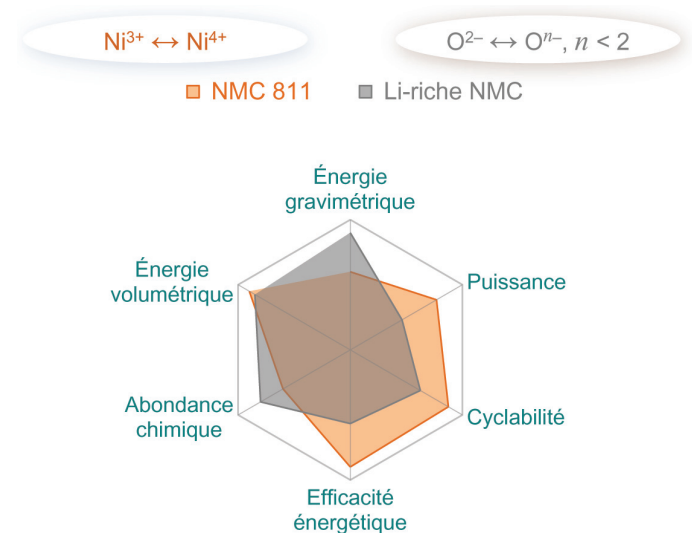 Ni³⁺ ↔ Ni⁴⁺
O²⁻ ↔ Oⁿ⁻, n < 2
NMC 811
Li-riche NMC
Énergie
gravimétrique
Énergie
volumétrique
Puissance
Abondance
chimique
Cyclabilité
Efficacité
énergétique